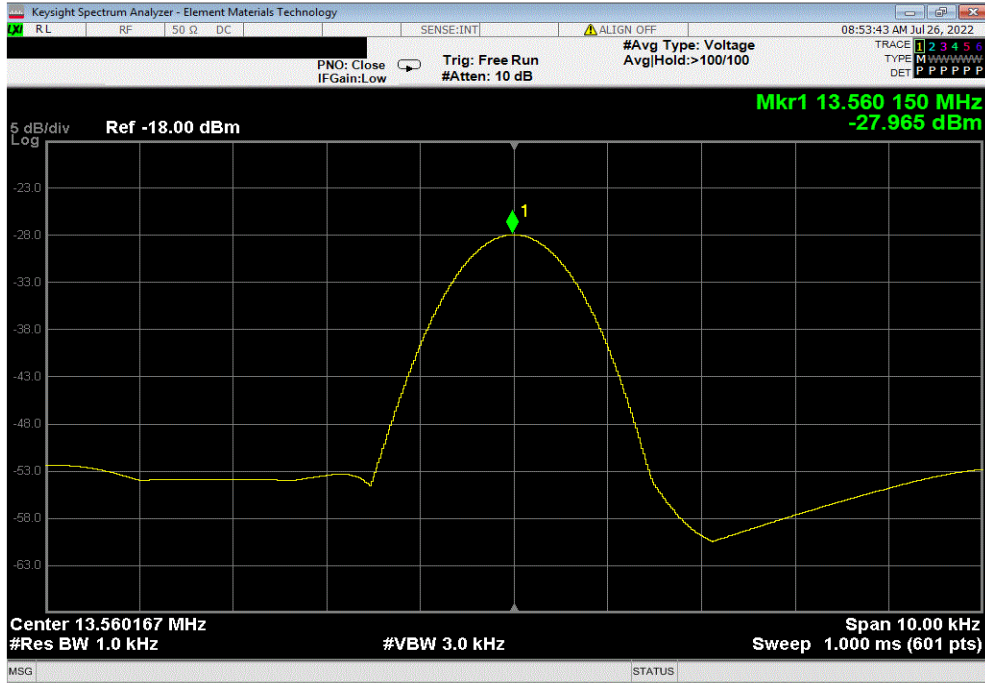 Keysight Spectrum Analyzer - Element Materials Technology
LXI RL RF 50 Ω DC SENSE:INT ALIGN OFF 08:53:43 AM Jul 26, 2022
#Avg Type: Voltage TRACE 1 2 3 4 5 6
PNO: Close Trig: Free Run Avg|Hold:>100/100 TYPE M WWWWW
IFGain:Low #Atten: 10 dB DET P P P P P P
Mkr1 13.560 150 MHz
5 dB/div Ref -18.00 dBm -27.965 dBm
Log
-23.0
1
-28.0
-33.0
-38.0
-43.0
-48.0
-53.0
-58.0
-63.0
Center 13.560167 MHz Span 10.00 kHz
#Res BW 1.0 kHz #VBW 3.0 kHz Sweep 1.000 ms (601 pts)
MSG STATUS